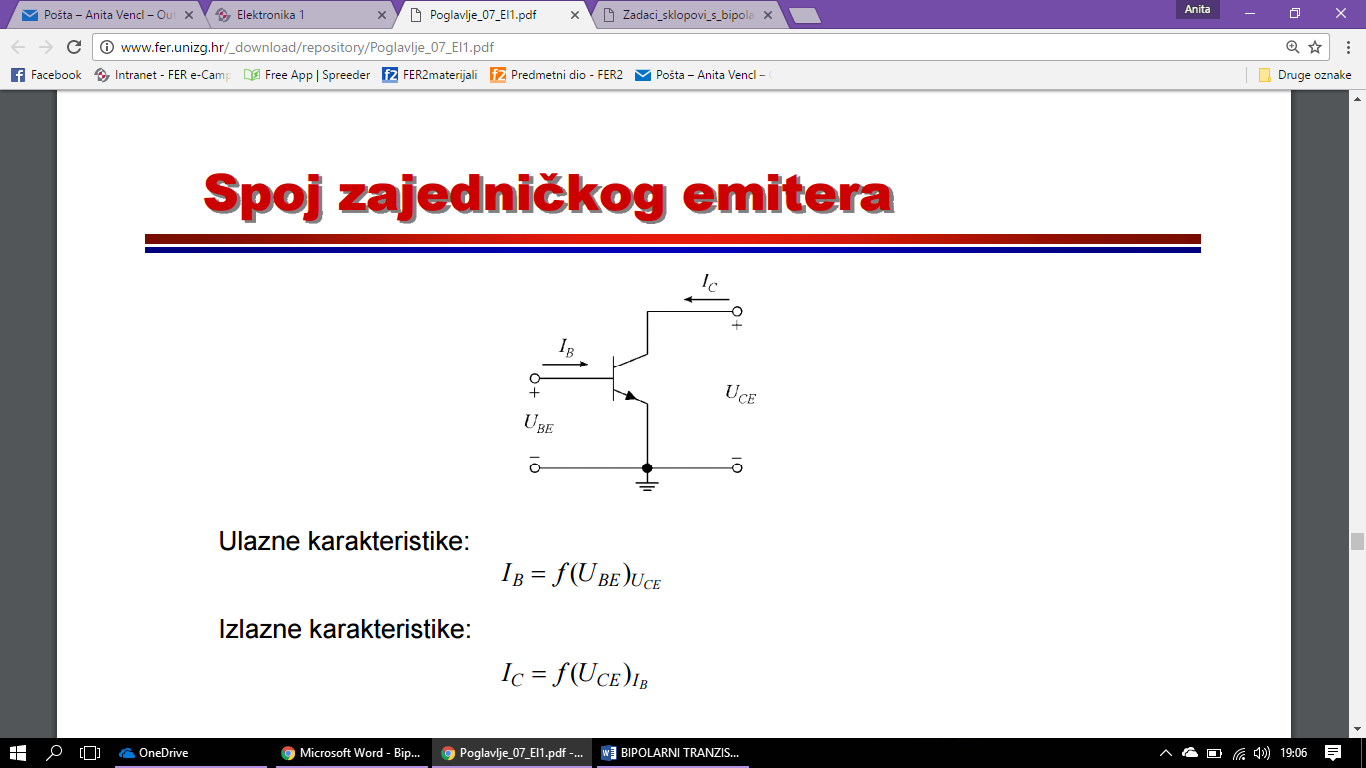 Pošta – Anita Vencl – Out
Elektronika 1
Poglavlje_07_El1.pdf
Zadaci_sklopovi_s_bipola
Anita
www.fer.unizg.hr/_download/repository/Poglavlje_07_El1.pdf
Facebook
Intranet - FER e-Camp
Free App | Spreeder
FER2materijali
Predmetni dio - FER2
Pošta – Anita Vencl –
Druge oznake
Spoj zajedničkog emitera
I_C
+
I_B
+
U_CE
U_BE
–
–
Ulazne karakteristike:
I_B = f(U_BE)_{U_CE}
Izlazne karakteristike:
I_C = f(U_CE)_{I_B}
OneDrive
Microsoft Word - Bip...
Poglavlje_07_El1.pdf -...
BIPOLARNI TRANZIS...
19:06